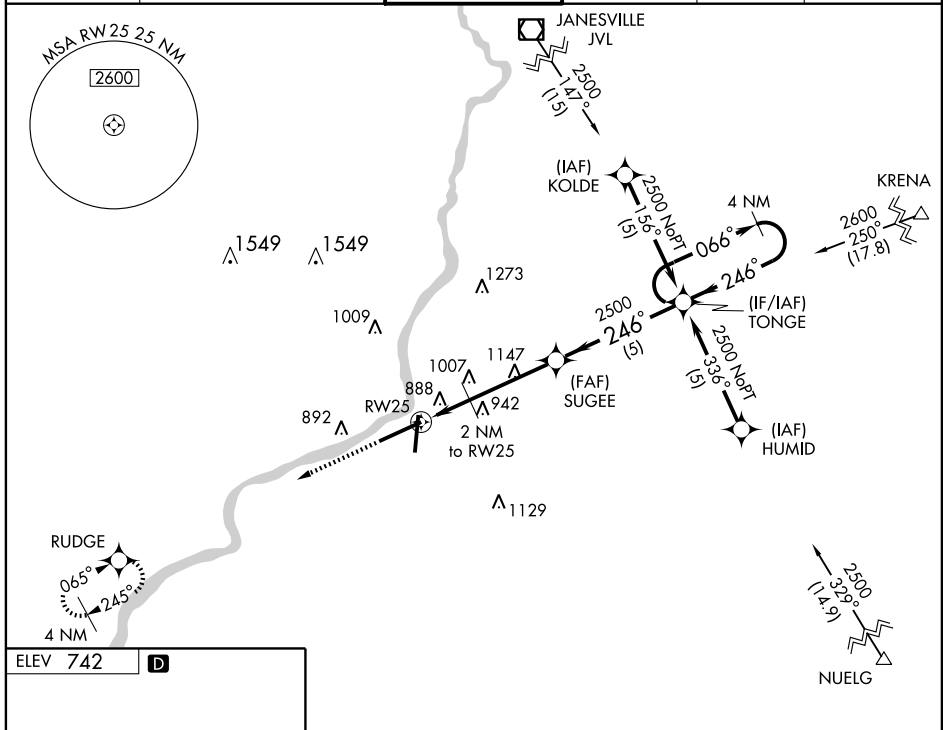 MSA RW25 25 NM
2600
JANESVILLE
JVL
2500
147°
(15)
(IAF)
KOLDE
2500 NoPT
156°
(5)
4 NM
066°
246°
KRENA
2600
250°
(17.8)
1549
1549
1273
1009
2500
246°
(5)
(IF/IAF)
TONGE
2500 NoPT
336°
(5)
1147
1007
888
(FAF)
SUGEE
RW25
892
942
2 NM
to RW25
(IAF)
HUMID
1129
RUDGE
065°
245°
4 NM
2500
329°
(14.9)
NUELG
ELEV 742
D